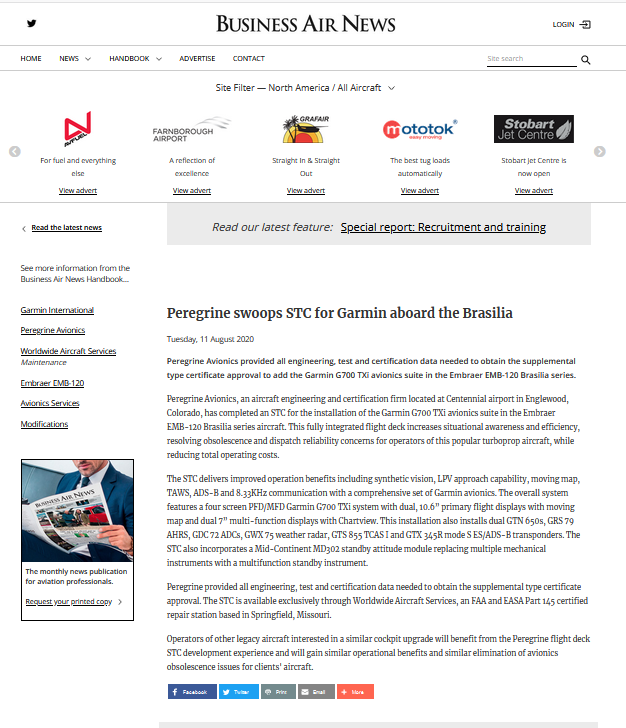 BUSINESS AIR NEWS
LOGIN
HOME NEWS HANDBOOK ADVERTISE CONTACT Site search
Site Filter — North America / All Aircraft
AVFUEL
FARNBOROUGH
AIRPORT
GRAFAIR
mototok
easy moving
Stobart
Jet Centre
For fuel and everything
else
View advert
A reflection of
excellence
View advert
Straight In & Straight
Out
View advert
The best tug loads
automatically
View advert
Stobart Jet Centre is
now open
View advert
Read the latest news
Read our latest feature: Special report: Recruitment and training
See more information from the
Business Air News Handbook...
Garmin International
Peregrine Avionics
Worldwide Aircraft Services
Maintenance
Embraer EMB-120
Avionics Services
Modifications
BUSINESS AIR NEWS
The monthly news publication
for aviation professionals.
Request your printed copy
Peregrine swoops STC for Garmin aboard the Brasilia
Tuesday, 11 August 2020
Peregrine Avionics provided all engineering, test and certification data needed to obtain the supplemental
type certificate approval to add the Garmin G700 TXi avionics suite in the Embraer EMB-120 Brasilia series.
Peregrine Avionics, an aircraft engineering and certification firm located at Centennial airport in Englewood,
Colorado, has completed an STC for the installation of the Garmin G700 TXi avionics suite in the Embraer
EMB-120 Brasilia series aircraft. This fully integrated flight deck increases situational awareness and efficiency,
resolving obsolescence and dispatch reliability concerns for operators of this popular turboprop aircraft, while
reducing total operating costs.
The STC delivers improved operation benefits including synthetic vision, LPV approach capability, moving map,
TAWS, ADS-B and 8.33KHz communication with a comprehensive set of Garmin avionics. The overall system
features a four screen PFD/MFD Garmin G700 TXi system with dual, 10.6" primary flight displays with moving
map and dual 7" multi-function displays with Chartview. This installation also installs dual GTN 650s, GRS 79
AHRS, GDC 72 ADCs, GWX 75 weather radar, GTS 855 TCAS I and GTX 345R mode S ES/ADS-B transponders. The
STC also incorporates a Mid-Continent MD302 standby attitude module replacing multiple mechanical
instruments with a multifunction standby instrument.
Peregrine provided all engineering, test and certification data needed to obtain the supplemental type certificate
approval. The STC is available exclusively through Worldwide Aircraft Services, an FAA and EASA Part 145 certified
repair station based in Springfield, Missouri.
Operators of other legacy aircraft interested in a similar cockpit upgrade will benefit from the Peregrine flight deck
STC development experience and will gain similar operational benefits and similar elimination of avionics
obsolescence issues for clients' aircraft.
Facebook Twitter Print Email More